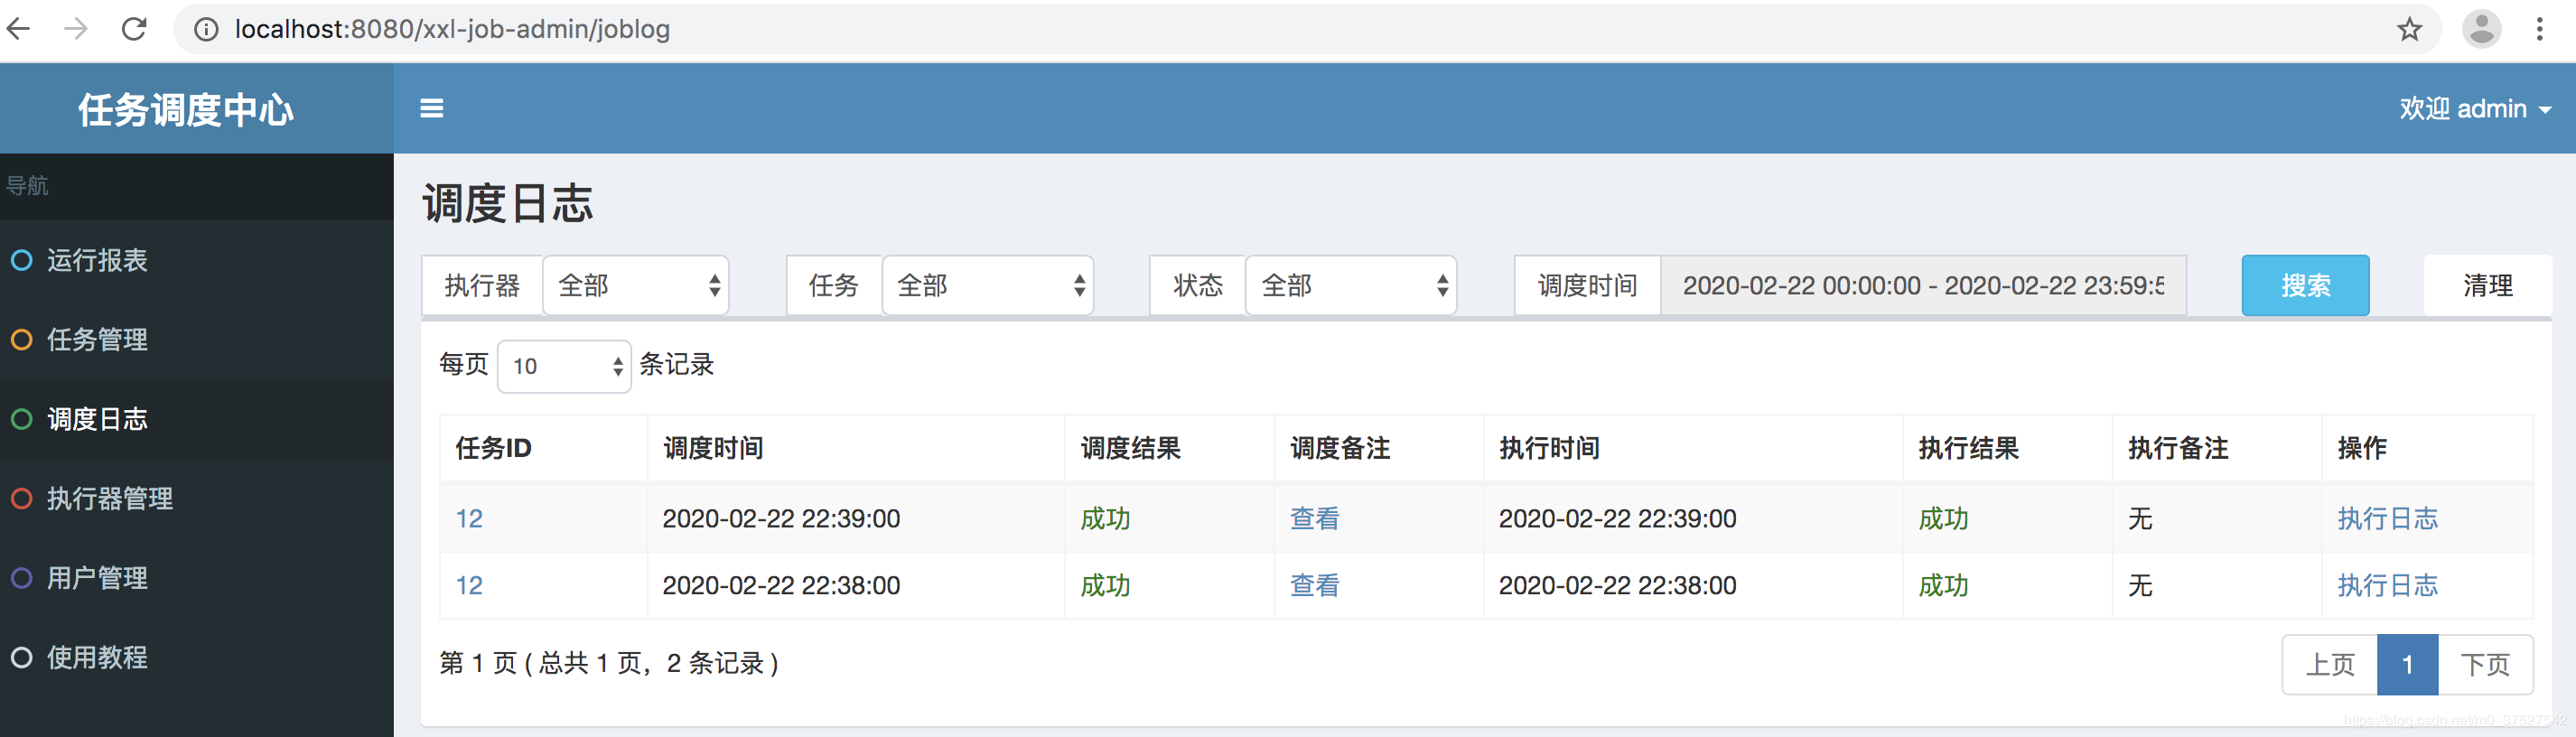 localhost:8080/xxl-job-admin/joblog
任务调度中心
欢迎 admin
导航
运行报表
任务管理
调度日志
执行器管理
用户管理
使用教程
调度日志
执行器 全部 任务 全部 状态 全部 调度时间 2020-02-22 00:00:00 - 2020-02-22 23:59:5 搜索 清理
每页 10 条记录
任务ID 调度时间 调度结果 调度备注 执行时间 执行结果 执行备注 操作
12 2020-02-22 22:39:00 成功 查看 2020-02-22 22:39:00 成功 无 执行日志
12 2020-02-22 22:38:00 成功 查看 2020-02-22 22:38:00 成功 无 执行日志
第 1 页 ( 总共 1 页，2 条记录 )
上页 1 下页
https://blog.csdn.net/m0_37527542